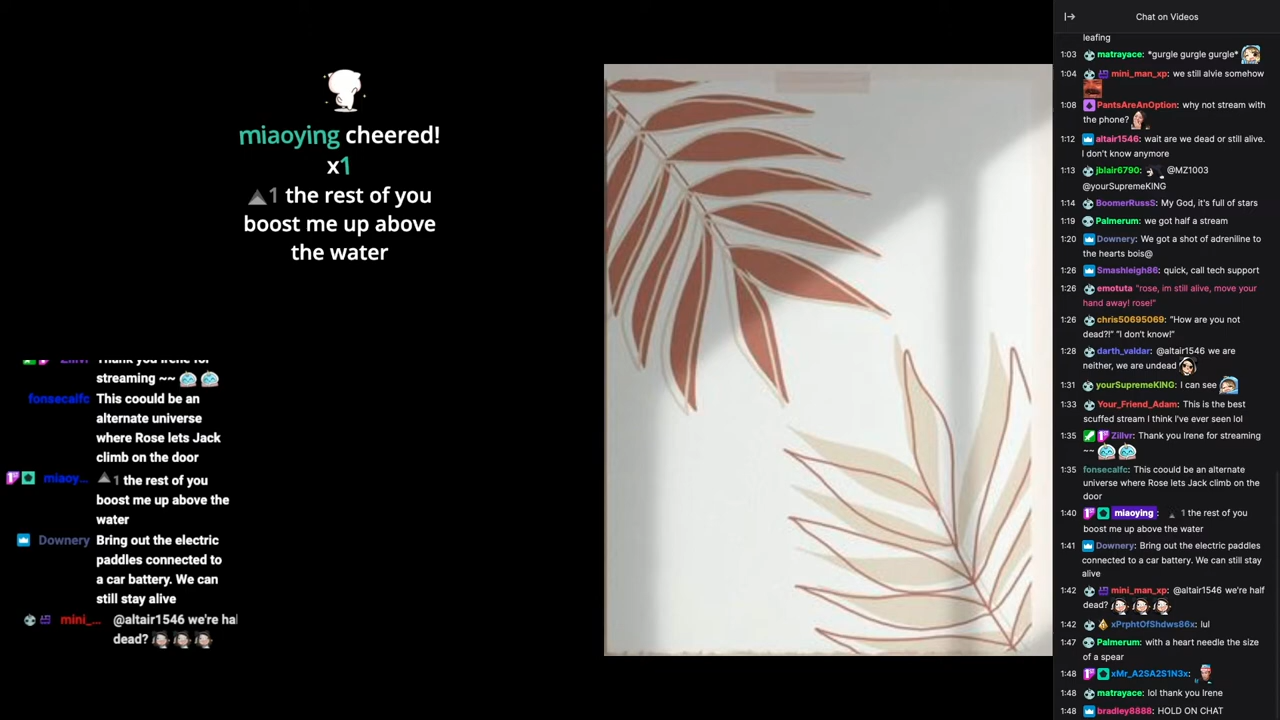 miaoying cheered!
x1
1 the rest of you
boost me up above
the water
Zillvr Thank you Irene for
streaming ~~
fonsecalfc This coould be an
alternate universe
where Rose lets Jack
climb on the door
miaoy... 1 the rest of you
boost me up above the
water
Downery Bring out the electric
paddles connected to
a car battery. We can
still stay alive
mini_... @altair1546 we're hal
dead?
Chat on Videos
leafing
1:03 matrayace: *gurgle gurgle gurgle*
1:04 mini_man_xp: we still alvie somehow
1:08 PantsAreAnOption: why not stream with
the phone?
1:12 altair1546: wait are we dead or still alive.
I don't know anymore
1:13 jblair6790: @MZ1003
@yourSupremeKING
1:14 BoomerRussS: My God, it's full of stars
1:19 Palmerum: we got half a stream
1:20 Downery: We got a shot of adreniline to
the hearts bois@
1:26 Smashleigh86: quick, call tech support
1:26 emotuta "rose, im still alive, move your
hand away! rose!"
1:26 chris50695069: "How are you not
dead?!" "I don't know!"
1:28 darth_valdar: @altair1546 we are
neither, we are undead
1:31 yourSupremeKING: I can see
1:33 Your_Friend_Adam: This is the best
scuffed stream I think I've ever seen lol
1:35 Zillvr: Thank you Irene for streaming
~~
1:35 fonsecalfc: This coould be an alternate
universe where Rose lets Jack climb on the
door
1:40 miaoying: 1 the rest of you
boost me up above the water
1:41 Downery: Bring out the electric paddles
connected to a car battery. We can still stay
alive
1:42 mini_man_xp: @altair1546 we're half
dead?
1:42 xPrphtOfShdws86x: lul
1:47 Palmerum: with a heart needle the size
of a spear
1:48 xMr_A2SA2S1N3x:
1:48 matrayace: lol thank you Irene
1:48 bradley8888: HOLD ON CHAT